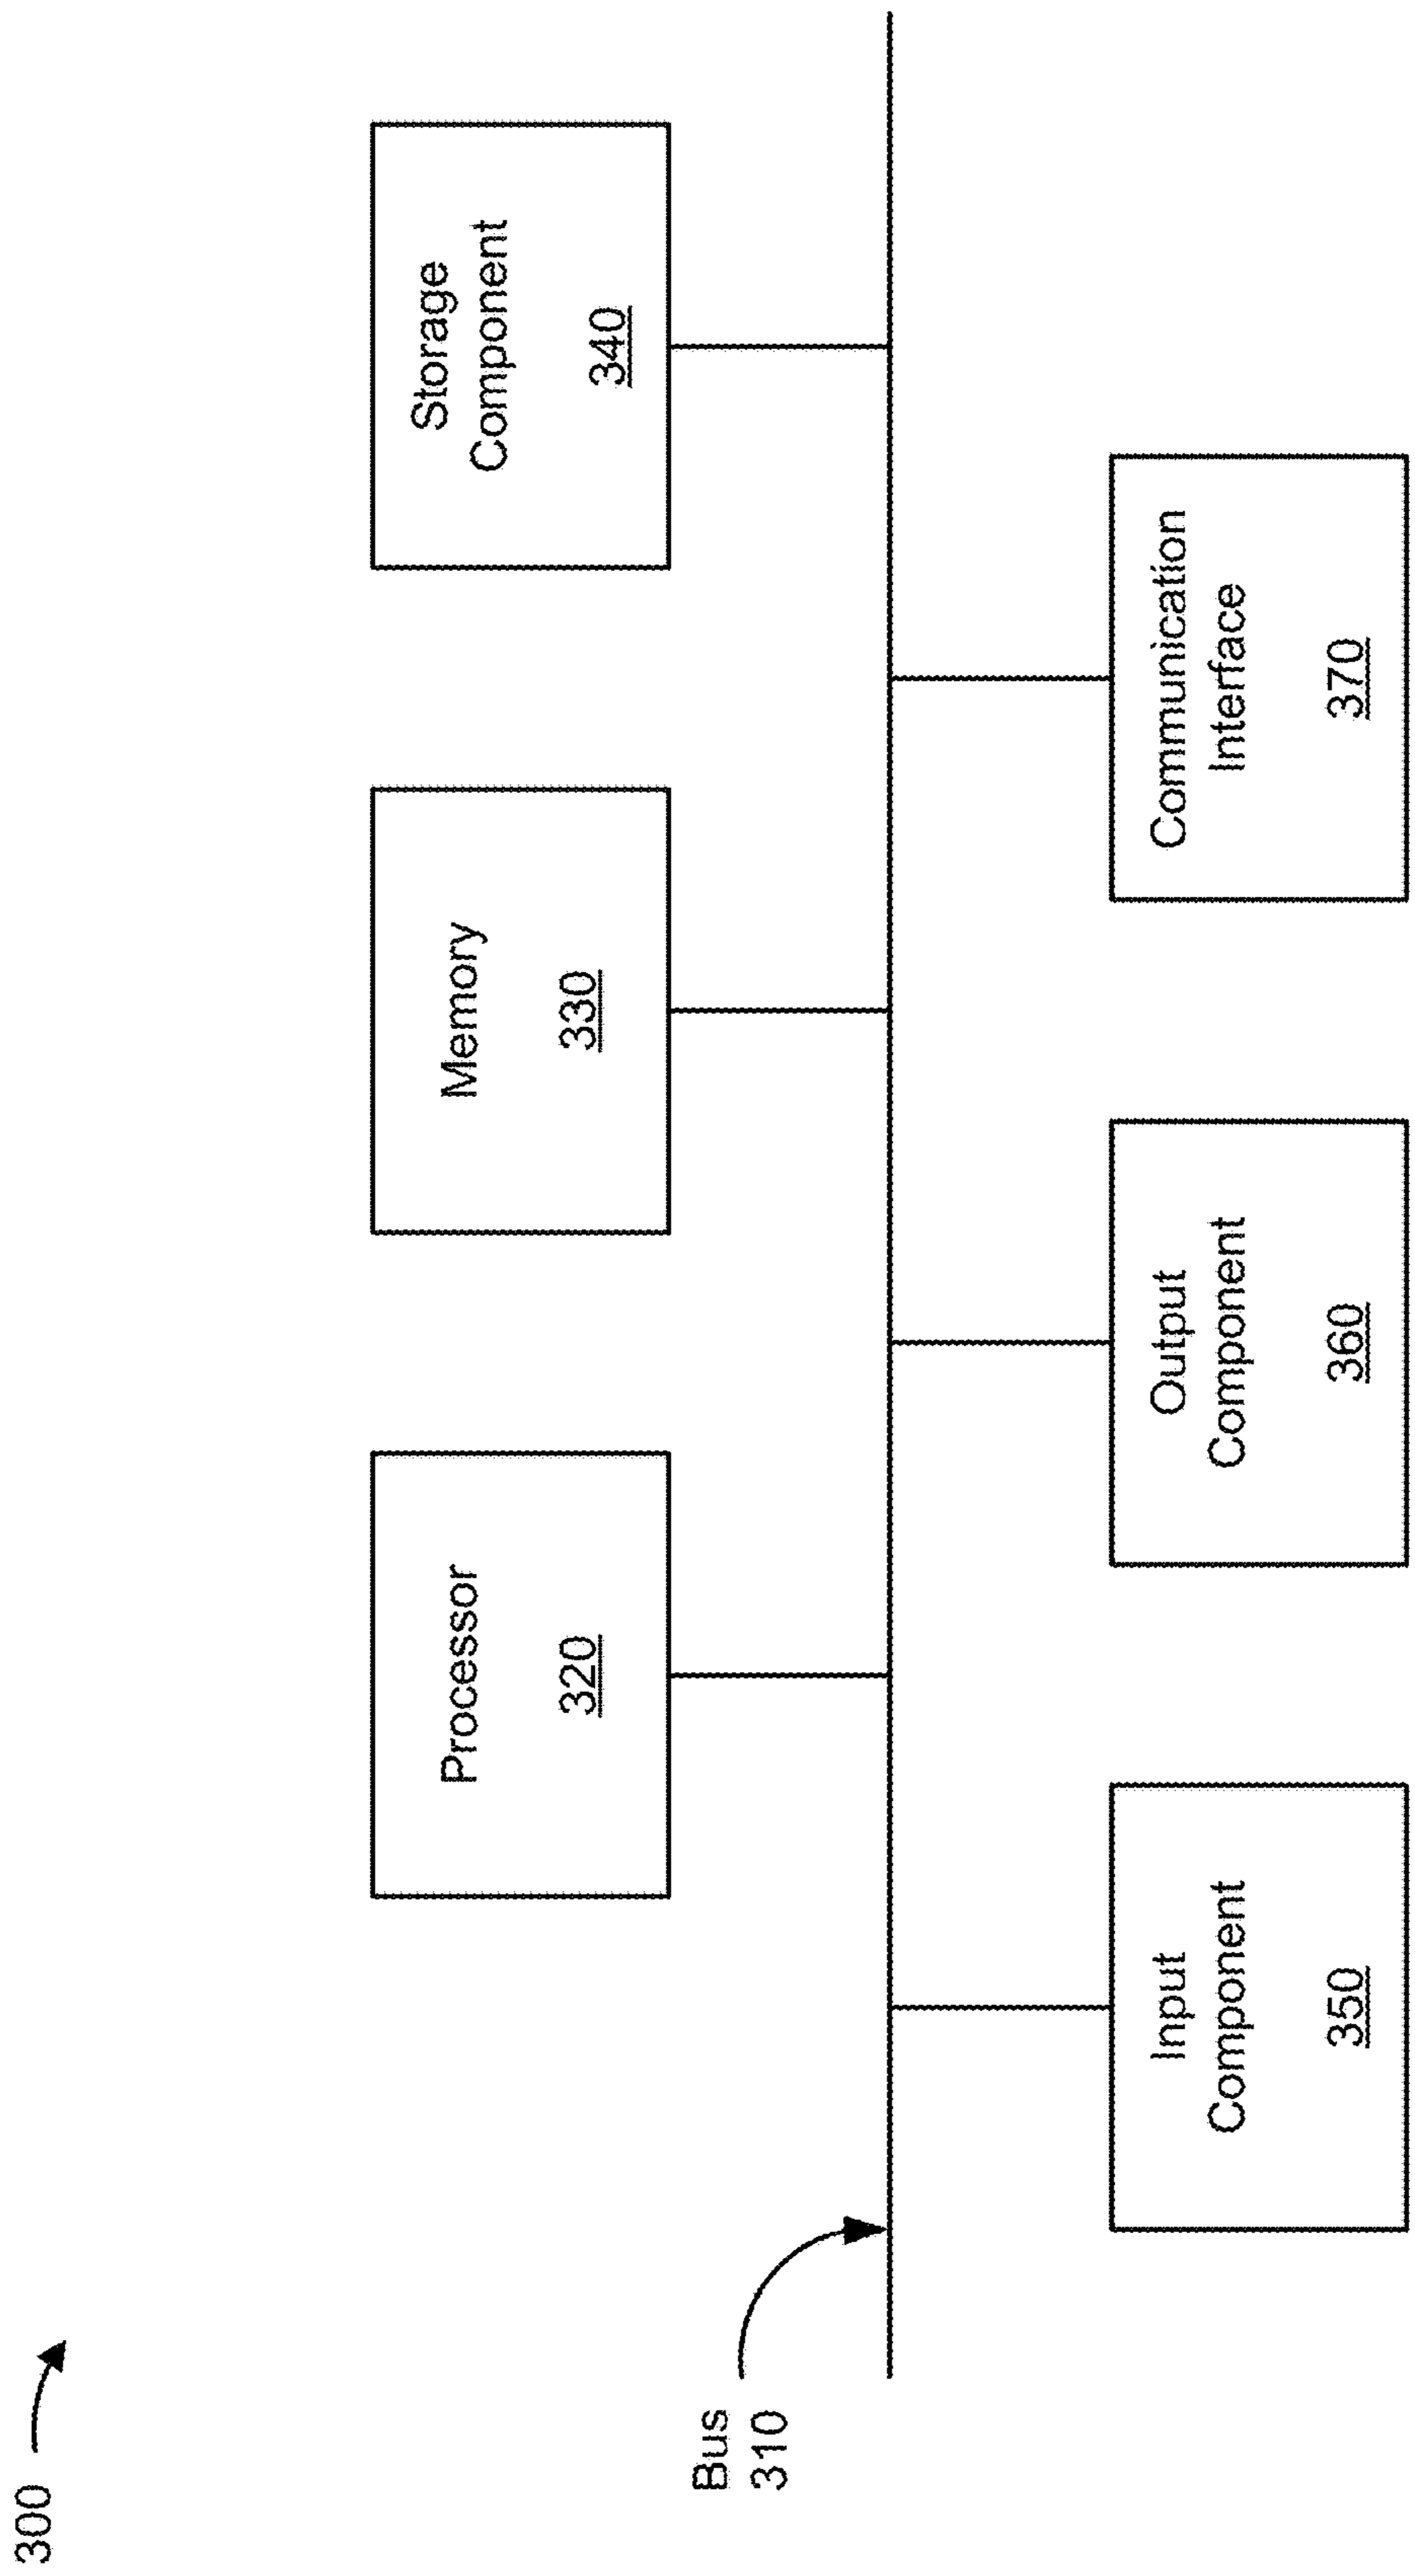 300
Processor
320
Memory
330
Storage
Component
340
Bus
310
Input
Component
350
Output
Component
360
Communication
Interface
370